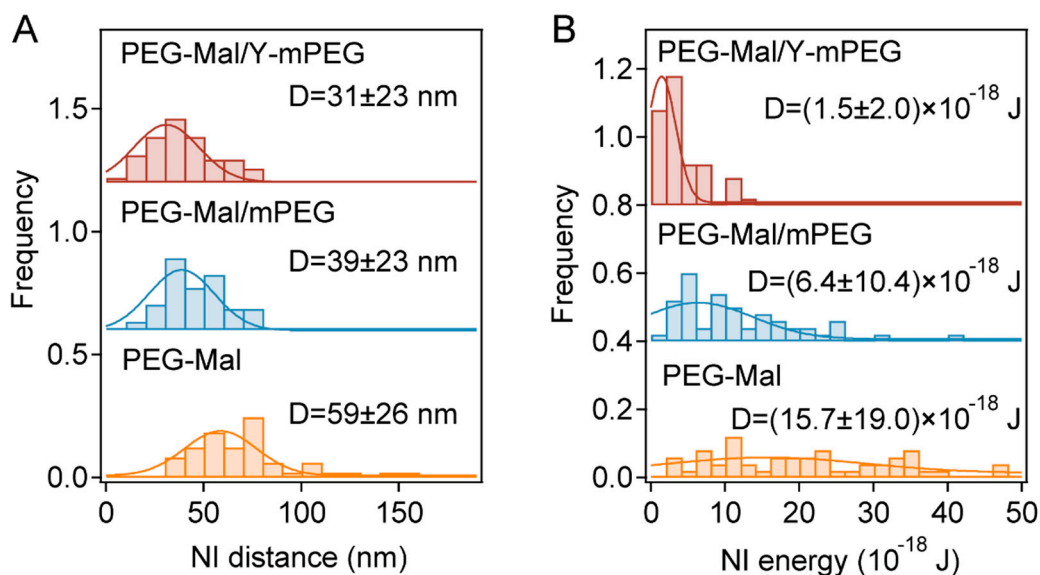 A
PEG-Mal/Y-mPEG
D=31±23 nm
PEG-Mal/mPEG
D=39±23 nm
PEG-Mal
D=59±26 nm
Frequency
1.5
1.0
0.5
0.0
0 50 100 150
NI distance (nm)
B
PEG-Mal/Y-mPEG
D=(1.5±2.0)×10⁻¹⁸ J
PEG-Mal/mPEG
D=(6.4±10.4)×10⁻¹⁸ J
PEG-Mal
D=(15.7±19.0)×10⁻¹⁸ J
Frequency
1.2
1.0
0.8
0.6
0.4
0.2
0.0
0 10 20 30 40 50
NI energy (10⁻¹⁸ J)